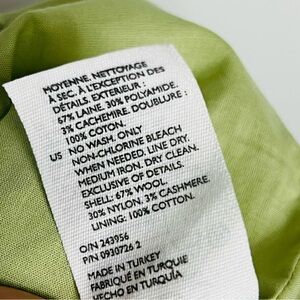 MOYENNE. NETTOYAGE
À SEC. À L'EXCEPTION DES
DÉTAILS. EXTERIEUR :
67% LAINE. 30% POLYAMIDE.
3% CACHEMIRE. DOUBLURE :
100% COTON.
US NO WASH. ONLY
NON-CHLORINE BLEACH
WHEN NEEDED. LINE DRY.
MEDIUM IRON. DRY CLEAN.
EXCLUSIVE OF DETAILS.
SHELL: 67% WOOL.
30% NYLON. 3% CASHMERE.
LINING: 100% COTTON.
O/N 243956
P/N 0930726 2
MADE IN TURKEY
FABRIQUÉ EN TURQUIE
HECHO EN TURQUÍA